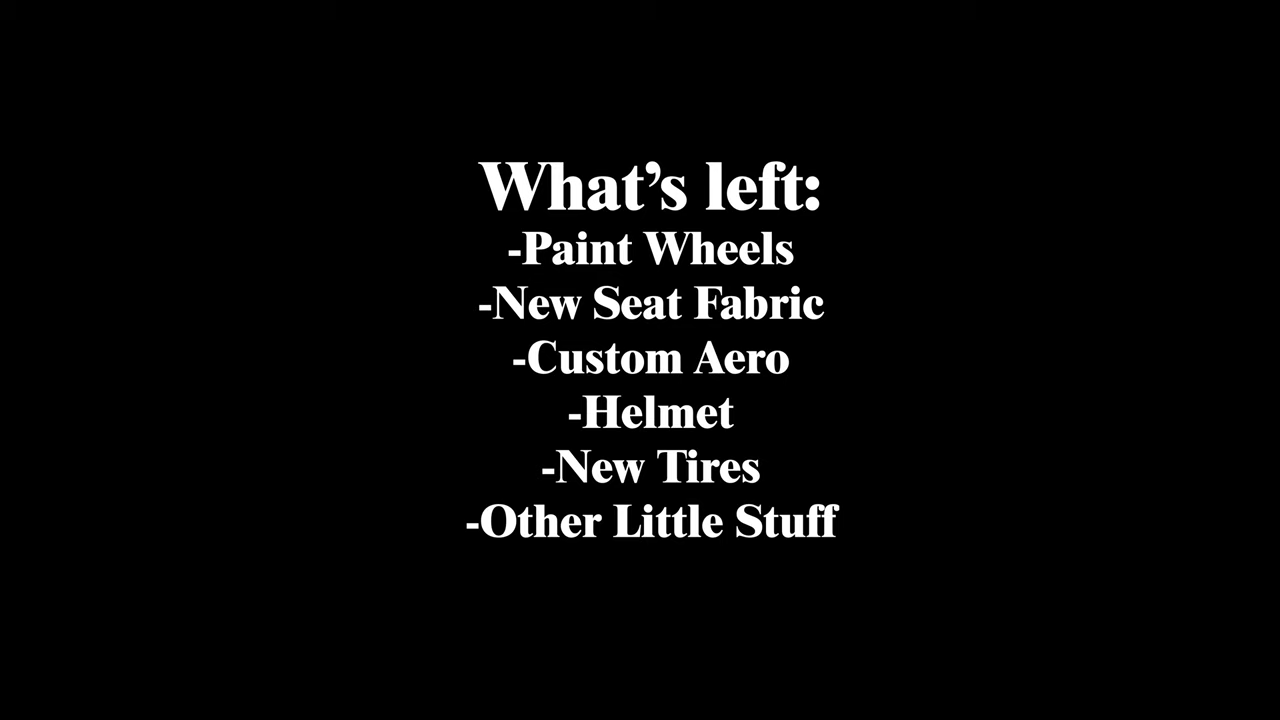 What’s left:
-Paint Wheels
-New Seat Fabric
-Custom Aero
-Helmet
-New Tires
-Other Little Stuff